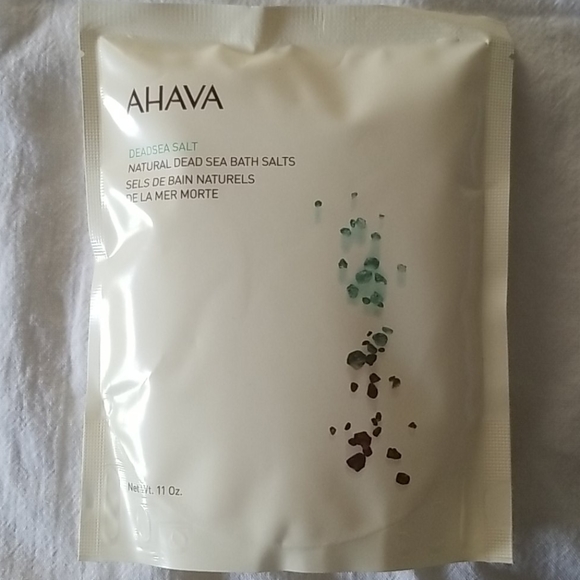 AHAVA
DEADSEA SALT
NATURAL DEAD SEA BATH SALTS
SELS DE BAIN NATURELS
DE LA MER MORTE
Net Wt. 11 Oz.